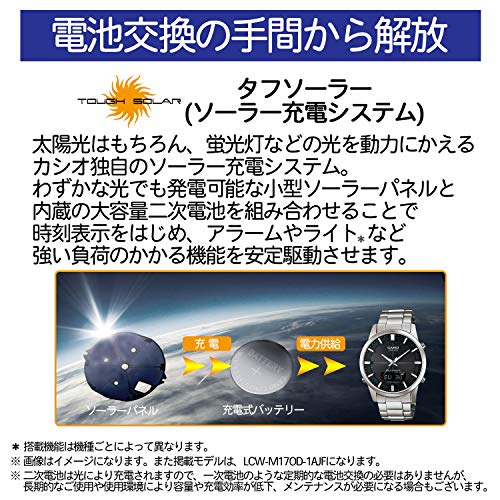 電池交換の手間から解放
TOUGH SOLAR
タフソーラー
(ソーラー充電システム)
太陽光はもちろん、蛍光灯などの光を動力にかえる
カシオ独自のソーラー充電システム。
わずかな光でも発電可能な小型ソーラーパネルと
内蔵の大容量二次電池を組み合わせることで
時刻表示をはじめ、アラームやライト*など
強い負荷のかかる機能を安定駆動させます。
充電
電力供給
BATTERY
CASIO
ソーラーパネル
充電式バッテリー
* 搭載機能は機種ごとによって異なります。
※ 画像はイメージになります。また掲載モデルは、LCW-M170D-1AJFになります。
※ 二次電池は光により充電されますので、一次電池のような定期的な電池交換の必要はありませんが、
長期的なご使用や使用環境により容量や充電効率が低下、メンテナンスが必要になる場合もございます。